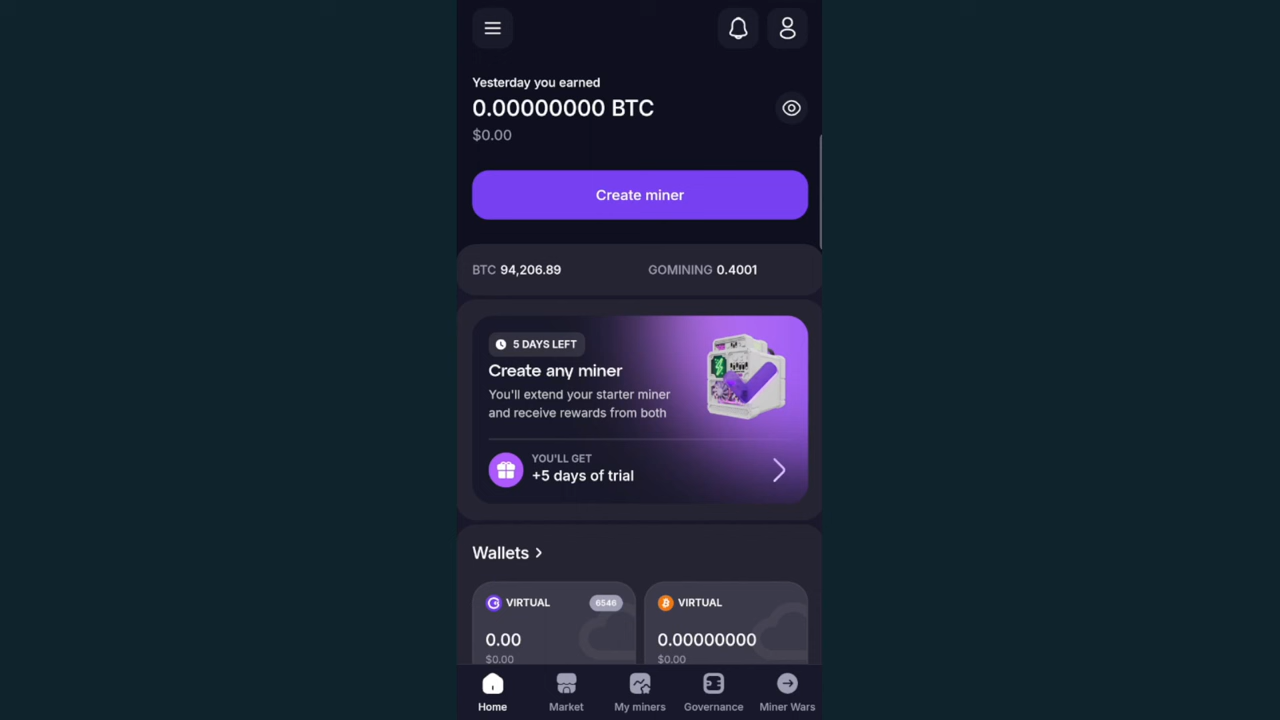 Yesterday you earned
0.00000000 BTC
$0.00
Create miner
BTC 94,206.89 GOMINING 0.4001
5 DAYS LEFT
Create any miner
You'll extend your starter miner
and receive rewards from both
YOU'LL GET
+5 days of trial
Wallets >
VIRTUAL 6546
0.00
$0.00
VIRTUAL
0.00000000
$0.00
Home Market My miners Governance Miner Wars